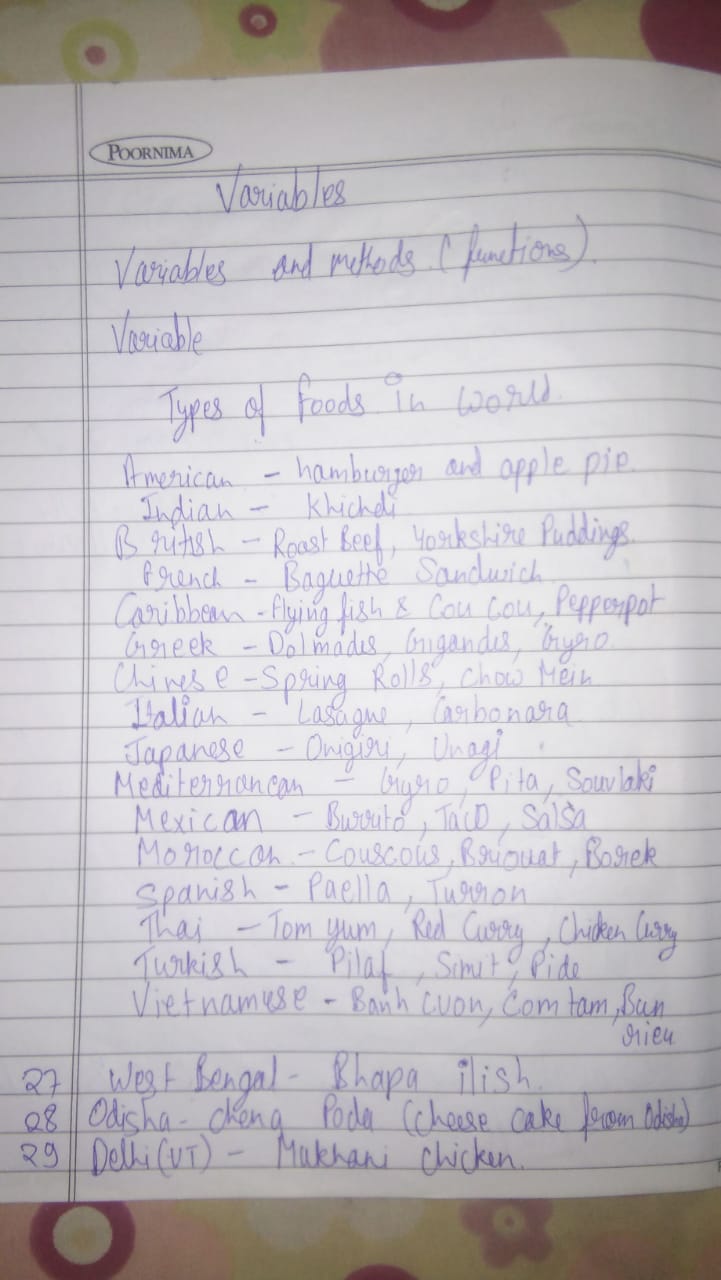 POORNIMA
Variables
Variables and methods. (functions).
Variable
Types of foods in world.
American - hamburger and apple pie.
Indian - Khichdi
British - Roast Beef, Yorkshire Puddings.
french - Baguette Sandwich
Caribbean - flying fish & Cou Cou, Pepperpot
Greek - Dolmades, Gigandes, Gyro.
Chinese - Spring Rolls, Chow Mein
Italian - Lasagne, Carbonara
Japanese - Onigiri, Unagi.
Mediterranean - Gyro, Pita, Souvlaki
Mexican - Burrito, Taco, Salsa
Moroccan - Couscous, Briouat, Borek
Spanish - Paella, Turron
Thai - Tom yum, Red Curry, Chicken Curry
Turkish - Pilaf, Simit, Pide
Vietnamese - Banh cuon, Com tam, Bun
rieu
27 West Bengal - Bhapa ilish.
28 Odisha - cheng Poda (cheese cake from Odisha)
29 Delhi (UT) - Makhani chicken.